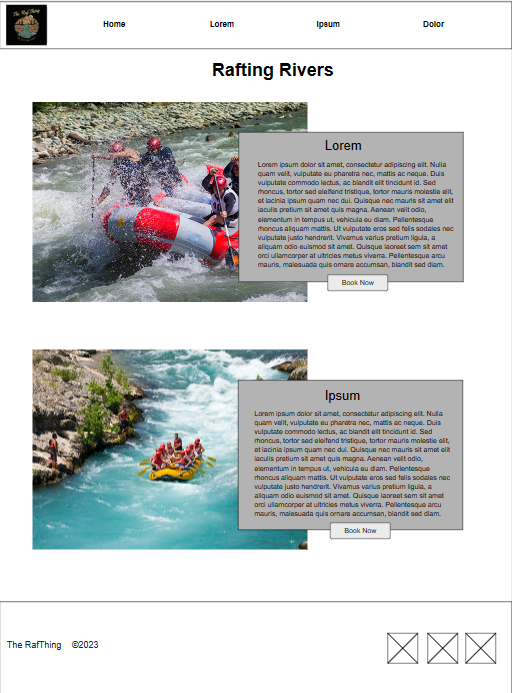 The Raf Thing
Home Lorem Ipsum Dolor
Rafting Rivers
Lorem
Lorem ipsum dolor sit amet, consectetur adipiscing elit. Nulla
quam velit, vulputate eu pharetra nec, mattis ac neque. Duis
vulputate commodo lectus, ac blandit elit tincidunt id. Sed
rhoncus, tortor sed eleifend tristique, tortor mauris molestie elit,
et lacinia ipsum quam nec dui. Quisque nec mauris sit amet elit
iaculis pretium sit amet quis magna. Aenean velit odio,
elementum in tempus ut, vehicula eu diam. Pellentesque
rhoncus aliquam mattis. Ut vulputate eros sed felis sodales nec
vulputate justo hendrerit. Vivamus varius pretium ligula, a
aliquam odio euismod sit amet. Quisque laoreet sem sit amet
orci ullamcorper at ultricies metus viverra. Pellentesque arcu
mauris, malesuada quis ornare accumsan, blandit sed diam.
Book Now
Ipsum
Lorem ipsum dolor sit amet, consectetur adipiscing elit. Nulla
quam velit, vulputate eu pharetra nec, mattis ac neque. Duis
vulputate commodo lectus, ac blandit elit tincidunt id. Sed
rhoncus, tortor sed eleifend tristique, tortor mauris molestie elit,
et lacinia ipsum quam nec dui. Quisque nec mauris sit amet elit
iaculis pretium sit amet quis magna. Aenean velit odio,
elementum in tempus ut, vehicula eu diam. Pellentesque
rhoncus aliquam mattis. Ut vulputate eros sed felis sodales nec
vulputate justo hendrerit. Vivamus varius pretium ligula, a
aliquam odio euismod sit amet. Quisque laoreet sem sit amet
orci ullamcorper at ultricies metus viverra. Pellentesque arcu
mauris, malesuada quis ornare accumsan, blandit sed diam.
Book Now
The RafThing ©2023